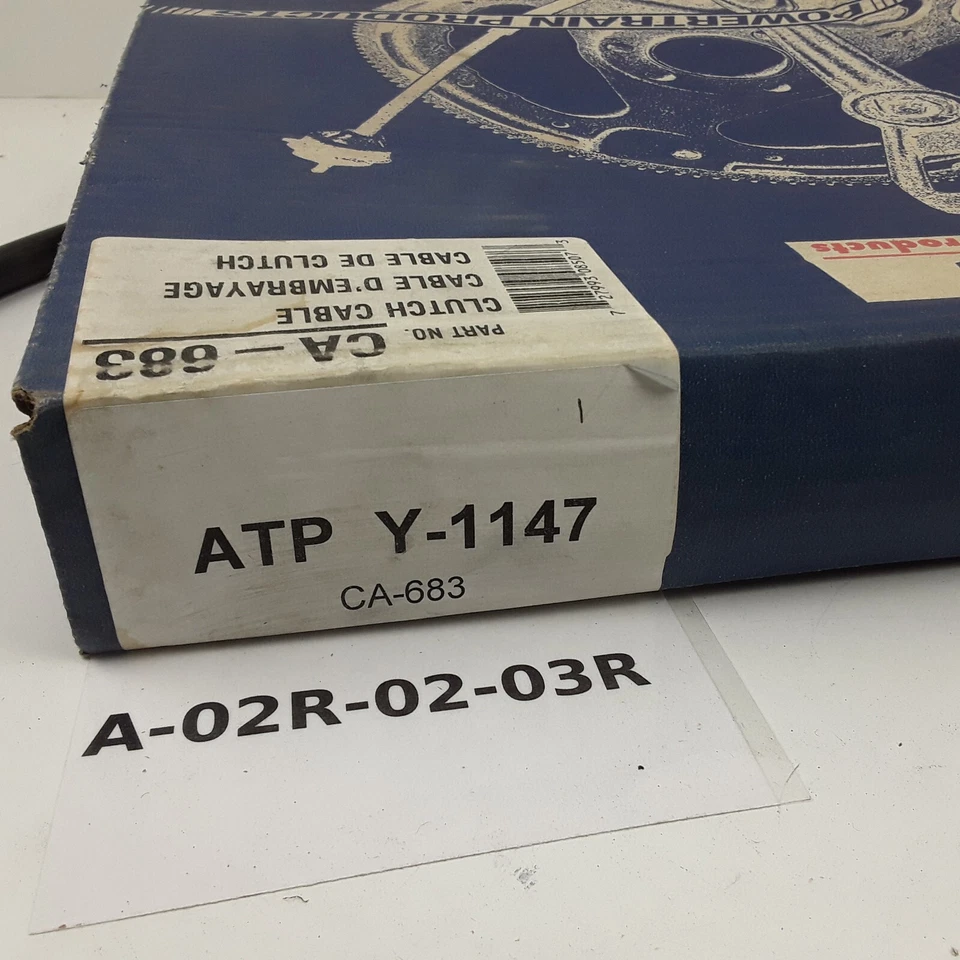 POWERTRAIN PRODUCTS
Products
PART NO.
CA-683
CLUTCH CABLE
CABLE D'EMBRAYAGE
CABLE DE CLUTCH
ATP Y-1147
CA-683
A-02R-02-03R